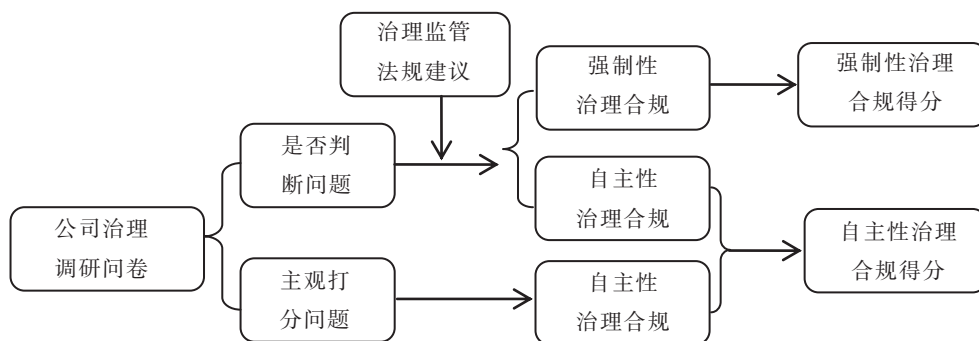 治理监管
法规建议
强制性
治理合规
强制性治理
合规得分
是否判
断问题
自主性
治理合规
公司治理
调研问卷
自主性治理
合规得分
主观打
分问题
自主性
治理合规